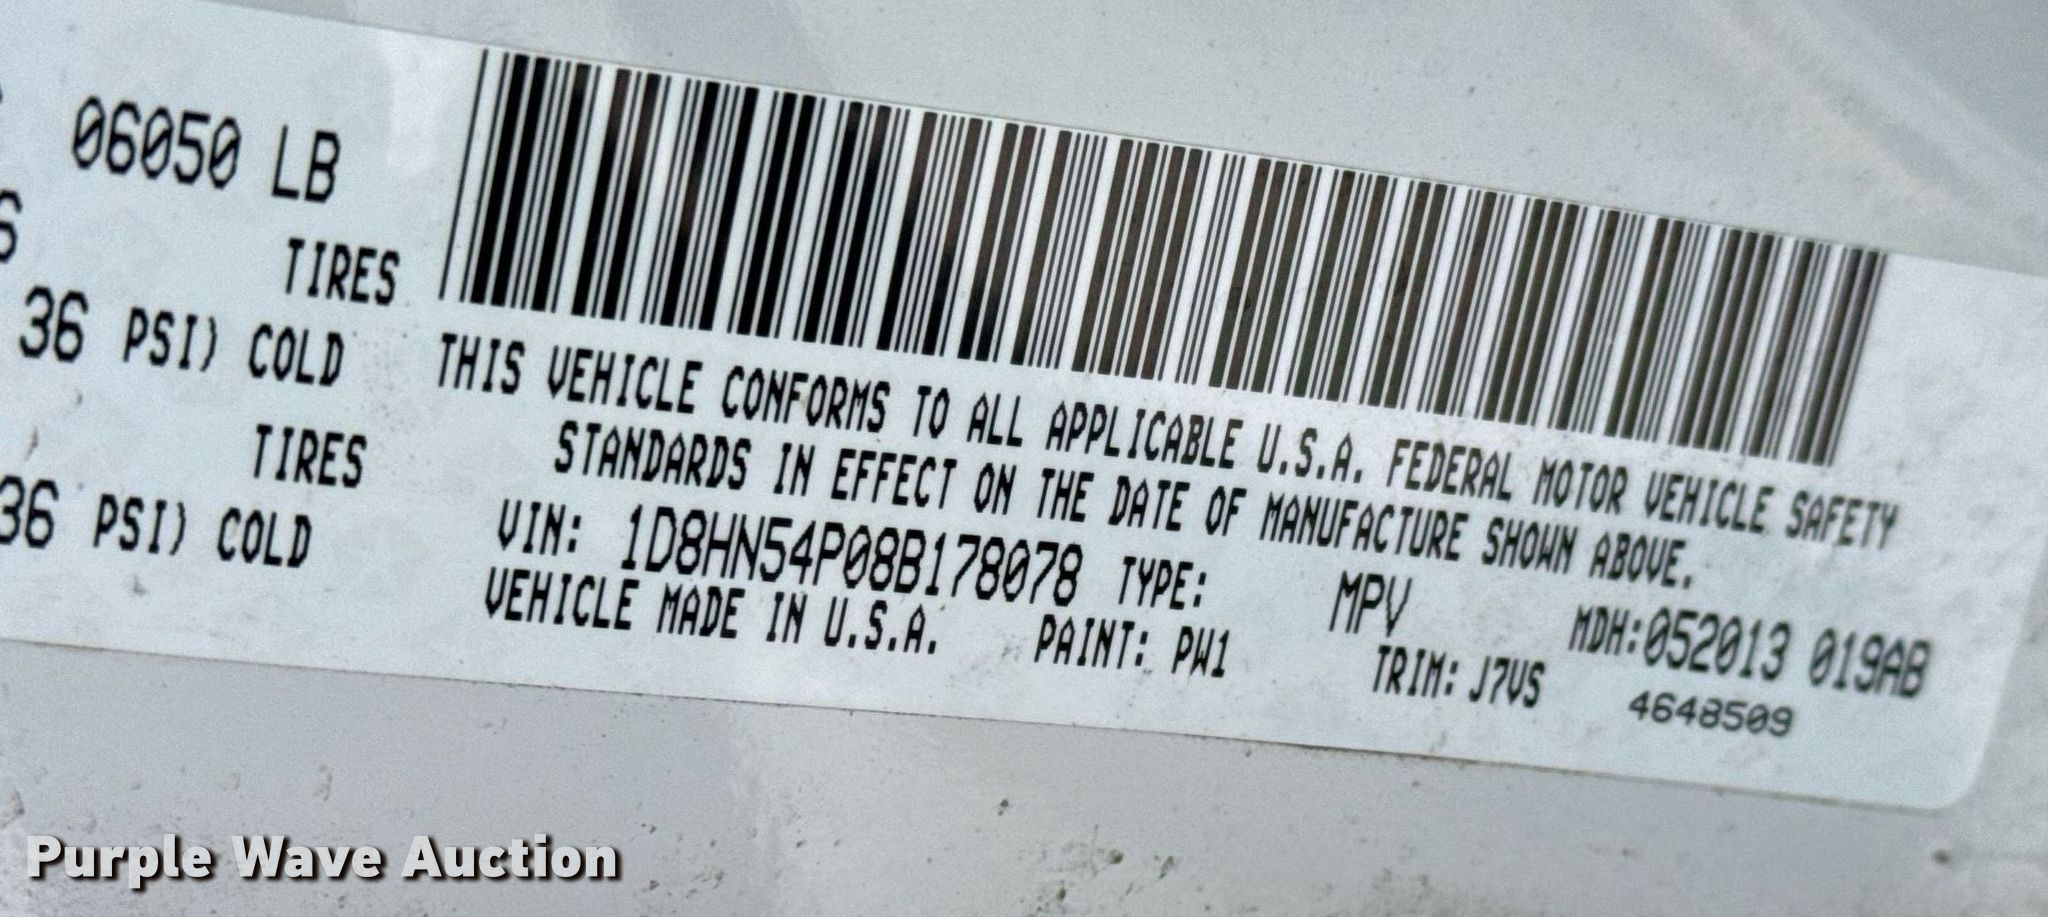 06050 LB
TIRES
36 PSI) COLD
TIRES
36 PSI) COLD
THIS VEHICLE CONFORMS TO ALL APPLICABLE U.S.A. FEDERAL MOTOR VEHICLE SAFETY
STANDARDS IN EFFECT ON THE DATE OF MANUFACTURE SHOWN ABOVE.
VIN: 1D8HN54P08B178078 TYPE: MPV MDH:052013 019AB
VEHICLE MADE IN U.S.A. PAINT: PW1 TRIM: J7VS
4648509
Purple Wave Auction